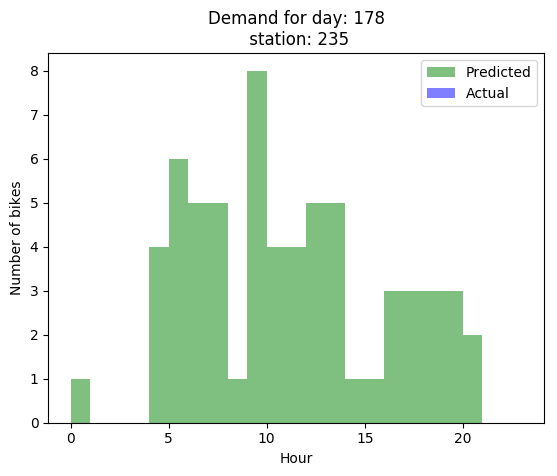 Demand for day: 178
station: 235
Predicted
Actual
Number of bikes
8
7
6
5
4
3
2
1
0
0 5 10 15 20
Hour